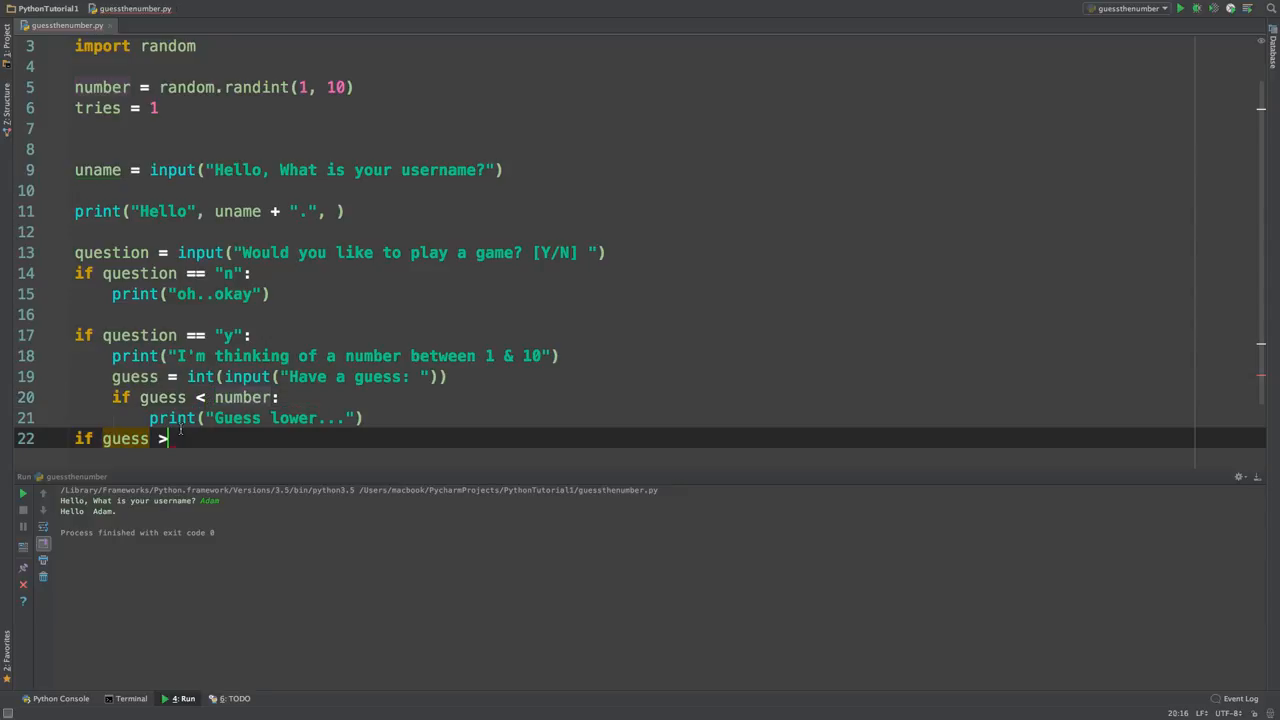 PythonTutorial1 guessthenumber.py guessthenumber
guessthenumber.py
1: Project
Z: Structure
2: Favorites
Database
3 import random
4
5 number = random.randint(1, 10)
6 tries = 1
7
8
9 uname = input("Hello, What is your username?")
10
11 print("Hello", uname + ".", )
12
13 question = input("Would you like to play a game? [Y/N] ")
14 if question == "n":
15 print("oh..okay")
16
17 if question == "y":
18 print("I'm thinking of a number between 1 & 10")
19 guess = int(input("Have a guess: "))
20 if guess < number:
21 print("Guess lower...")
22 if guess >
Run guessthenumber
/Library/Frameworks/Python.framework/Versions/3.5/bin/python3.5 /Users/macbook/PycharmProjects/PythonTutorial1/guessthenumber.py
Hello, What is your username? Adam
Hello  Adam.
Process finished with exit code 0
Python Console Terminal 4: Run 6: TODO Event Log
20:16 LF÷ UTF-8÷